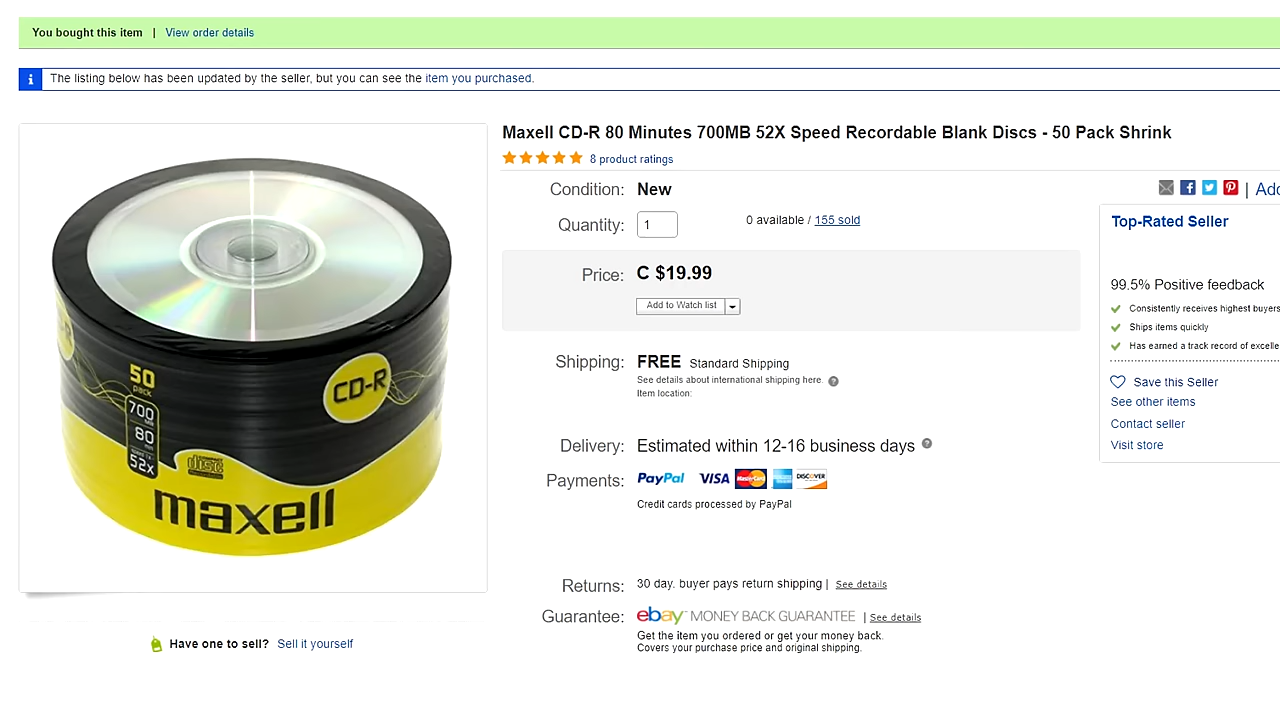 You bought this item | View order details
i The listing below has been updated by the seller, but you can see the item you purchased.
Maxell CD-R 80 Minutes 700MB 52X Speed Recordable Blank Discs - 50 Pack Shrink
8 product ratings
Condition: New
Quantity: 1 0 available / 155 sold
Price: C $19.99
Add to Watch list
Shipping: FREE Standard Shipping
See details about international shipping here. ?
Item location:
Delivery: Estimated within 12-16 business days ?
Payments: PayPal VISA MasterCard DISCOVER
Credit cards processed by PayPal
Returns: 30 day. buyer pays return shipping | See details
Guarantee: ebay MONEY BACK GUARANTEE | See details
Get the item you ordered or get your money back.
Covers your purchase price and original shipping.
| Add
Top-Rated Seller
99.5% Positive feedback
Consistently receives highest buyers
Ships items quickly
Has earned a track record of excelle
Save this Seller
See other items
Contact seller
Visit store
50
pack
CD-R
700
MB
80
min
52x
COMPACT
disc
maxell
Have one to sell? Sell it yourself